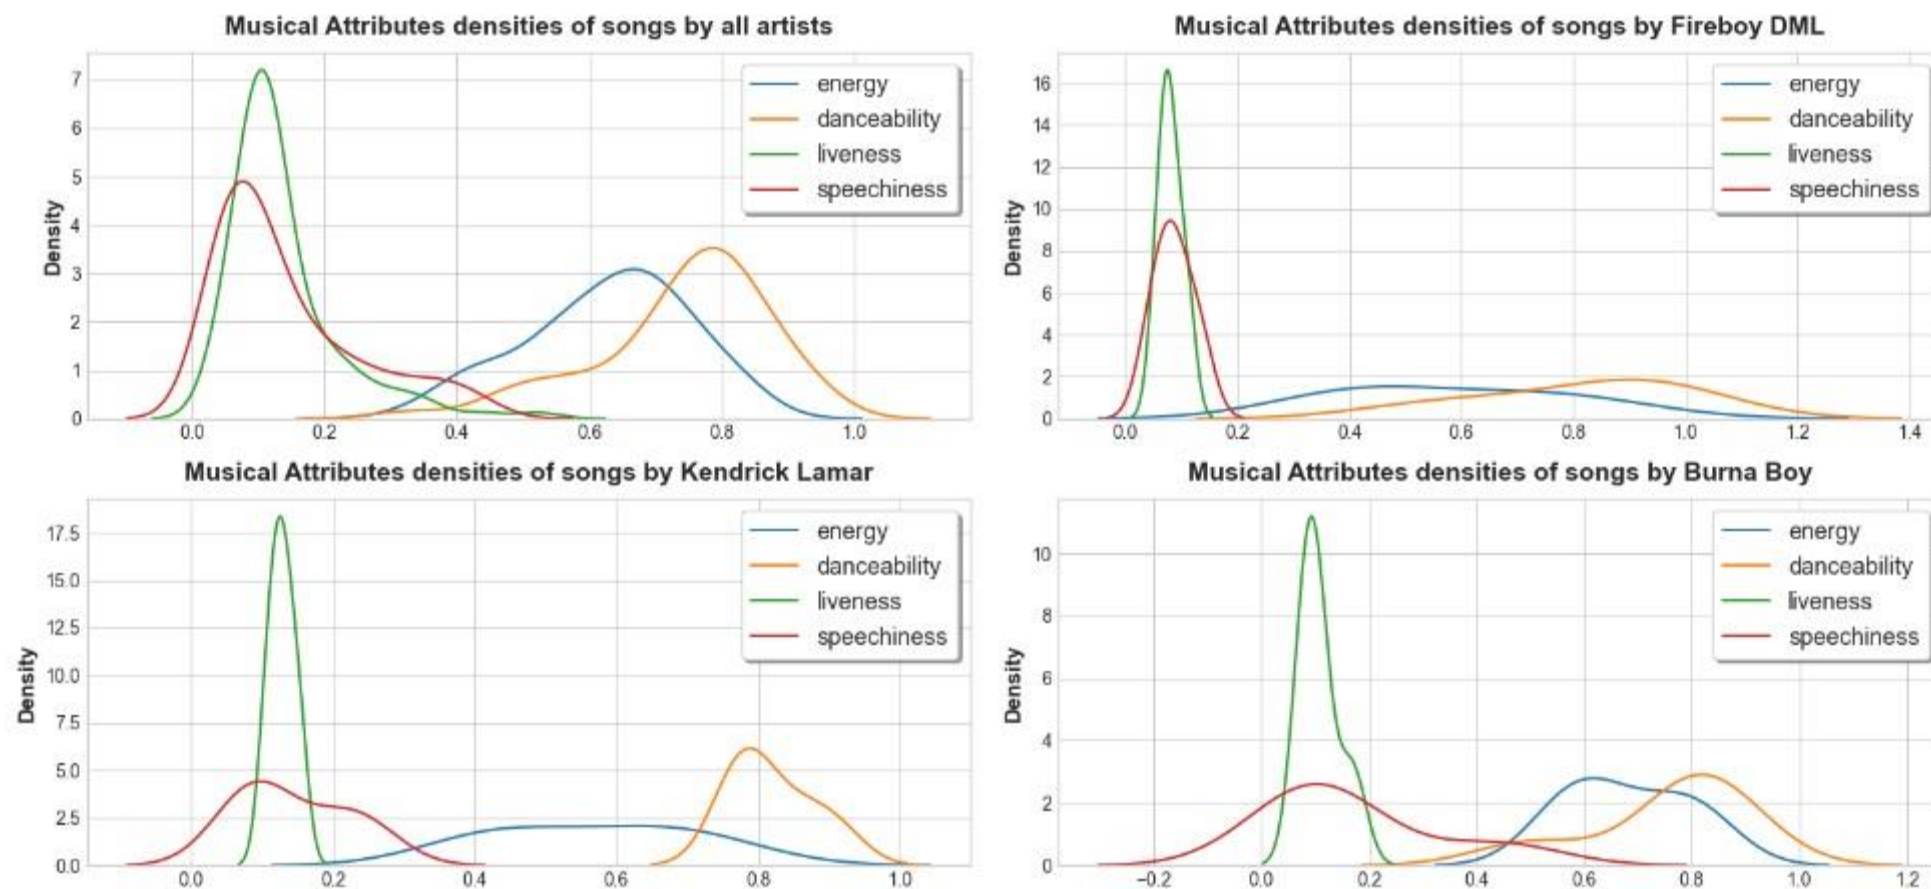 Musical Attributes densities of songs by all artists
Density
7
6
5
4
3
2
1
0
0.0 0.2 0.4 0.6 0.8 1.0
energy
danceability
liveness
speechiness
Musical Attributes densities of songs by Fireboy DML
Density
16
14
12
10
8
6
4
2
0
0.0 0.2 0.4 0.6 0.8 1.0 1.2 1.4
energy
danceability
liveness
speechiness
Musical Attributes densities of songs by Kendrick Lamar
Density
17.5
15.0
12.5
10.0
7.5
5.0
2.5
0.0
0.0 0.2 0.4 0.6 0.8 1.0
energy
danceability
liveness
speechiness
Musical Attributes densities of songs by Burna Boy
Density
10
8
6
4
2
0
−0.2 0.0 0.2 0.4 0.6 0.8 1.0 1.2
energy
danceability
liveness
speechiness